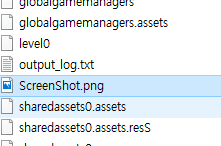 globalgamemanagers
globalgamemanagers.assets
level0
output_log.txt
ScreenShot.png
sharedassets0.assets
sharedassets0.assets.resS